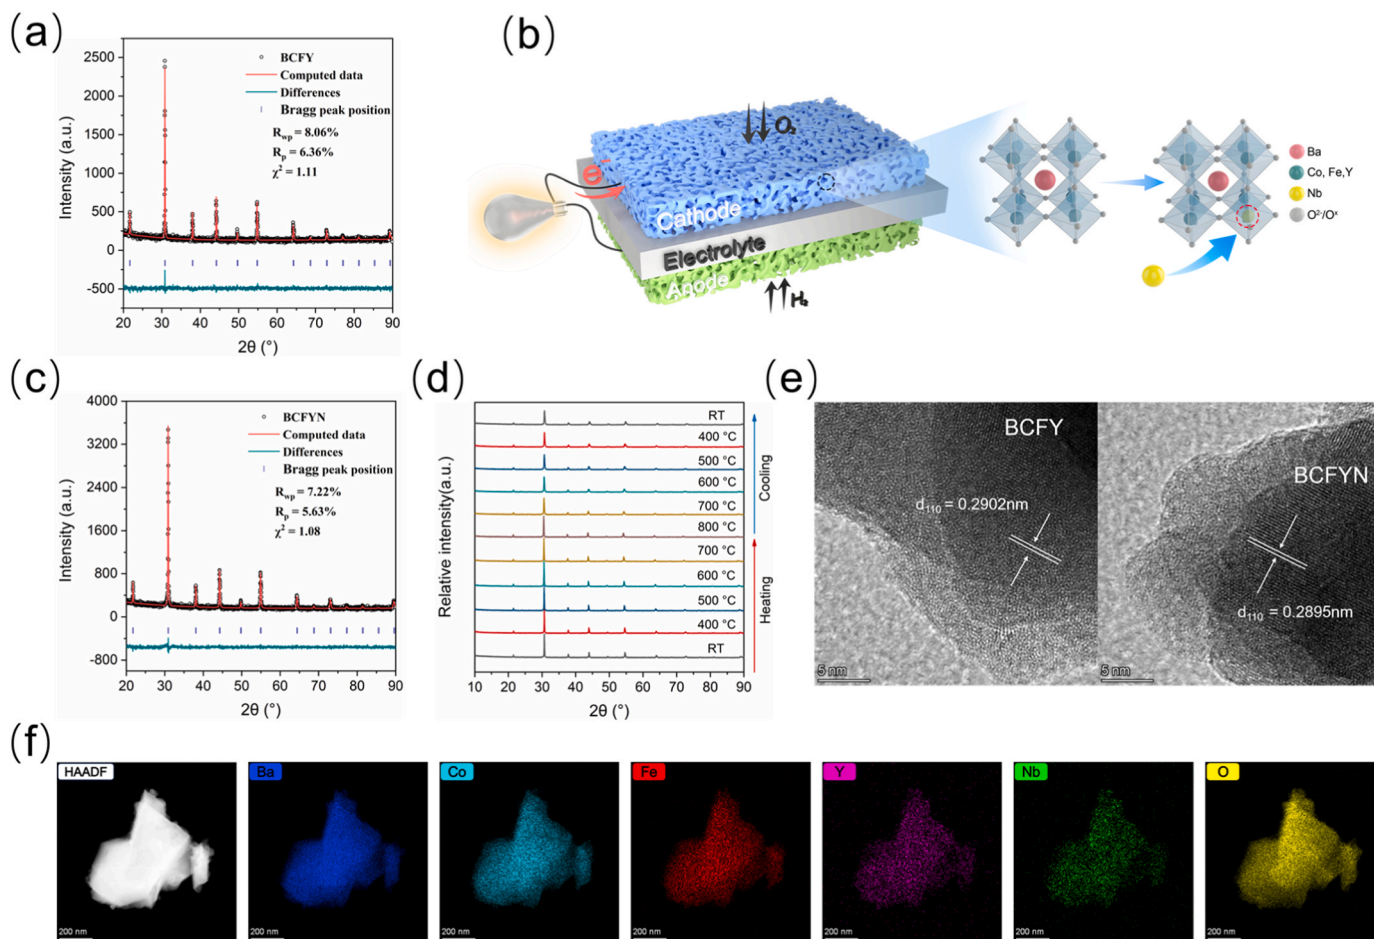 (a)
2500
2000
1500
1000
500
0
-500
Intensity (a.u.)
BCFY
Computed data
Differences
Bragg peak position
Rwp = 8.06%
Rp = 6.36%
χ² = 1.11
20 30 40 50 60 70 80 90
2θ (°)
(b)
O₂
e⁻
Cathode
Electrolyte
Anode
H₂
Ba
Co, Fe,Y
Nb
O²⁻/Oˣ
(c)
4000
3200
2400
1600
800
0
-800
Intensity (a.u.)
BCFYN
Computed data
Differences
Bragg peak position
Rwp = 7.22%
Rp = 5.63%
χ² = 1.08
20 30 40 50 60 70 80 90
2θ (°)
(d)
Relative intensity(a.u.)
RT
400 °C
500 °C
600 °C
700 °C
800 °C
700 °C
600 °C
500 °C
400 °C
RT
Cooling
Heating
10 20 30 40 50 60 70 80 90
2θ (°)
(e)
BCFY
d₁₁₀ = 0.2902nm
5 nm
BCFYN
d₁₁₀ = 0.2895nm
5 nm
(f)
HAADF
Ba
Co
Fe
Y
Nb
O
200 nm
200 nm
200 nm
200 nm
200 nm
200 nm
200 nm